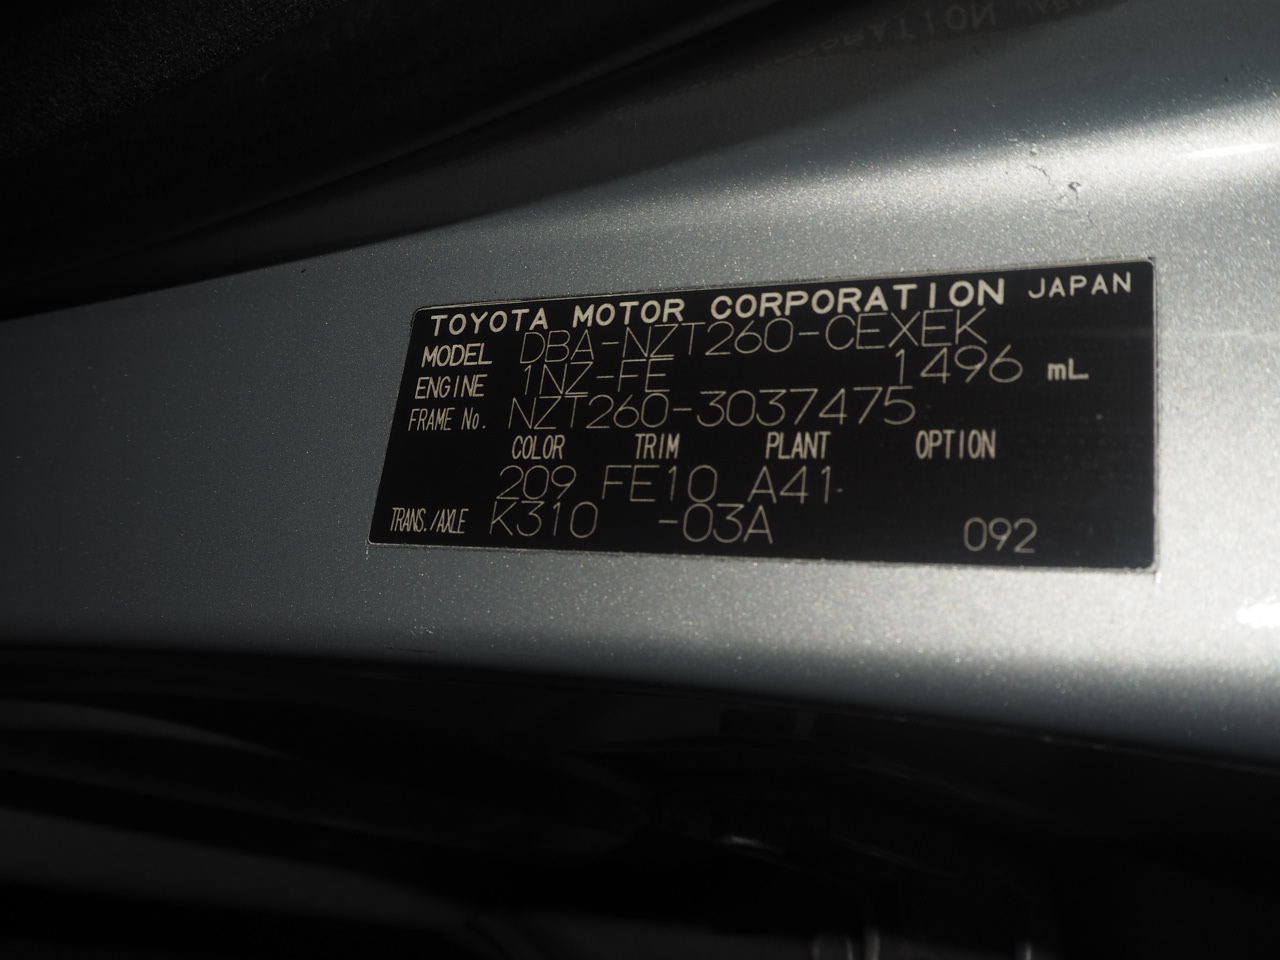 TOYOTA MOTOR CORPORATION JAPAN
MODEL DBA-NZT260-CEXEK
ENGINE 1NZ-FE 1496 mL
FRAME No. NZT260-3037475
COLOR TRIM PLANT OPTION
209 FE10 A41
TRANS./AXLE K310 -03A 092